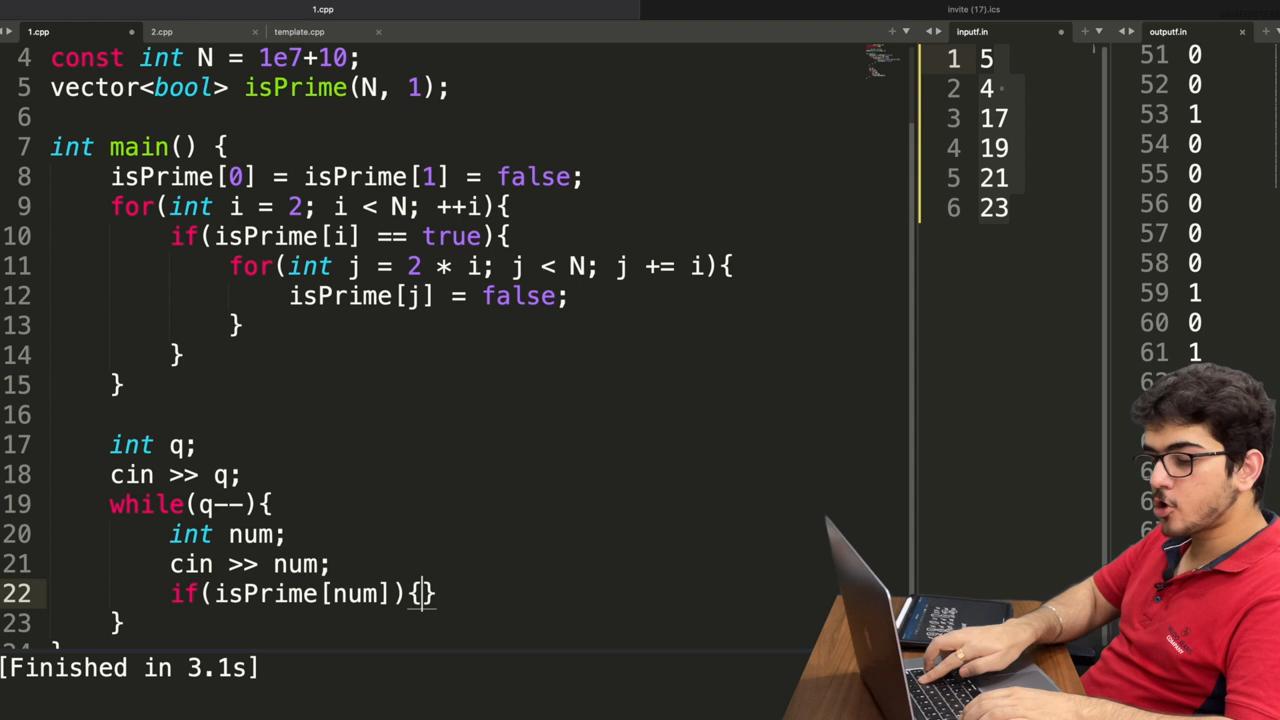 1.cpp
invite (17).ics
1.cpp
2.cpp
template.cpp
inputf.in
outputf.in
4 const int N = 1e7+10;
5 vector<bool> isPrime(N, 1);
6
7 int main() {
8 isPrime[0] = isPrime[1] = false;
9 for(int i = 2; i < N; ++i){
10 if(isPrime[i] == true){
11 for(int j = 2 * i; j < N; j += i){
12 isPrime[j] = false;
13 }
14 }
15 }
16
17 int q;
18 cin >> q;
19 while(q--){
20 int num;
21 cin >> num;
22 if(isPrime[num]){}
23 }
[Finished in 3.1s]
1 5
2 4
3 17
4 19
5 21
6 23
51 0
52 0
53 1
54 0
55 0
56 0
57 0
58 0
59 1
60 0
61 1
COMPANY